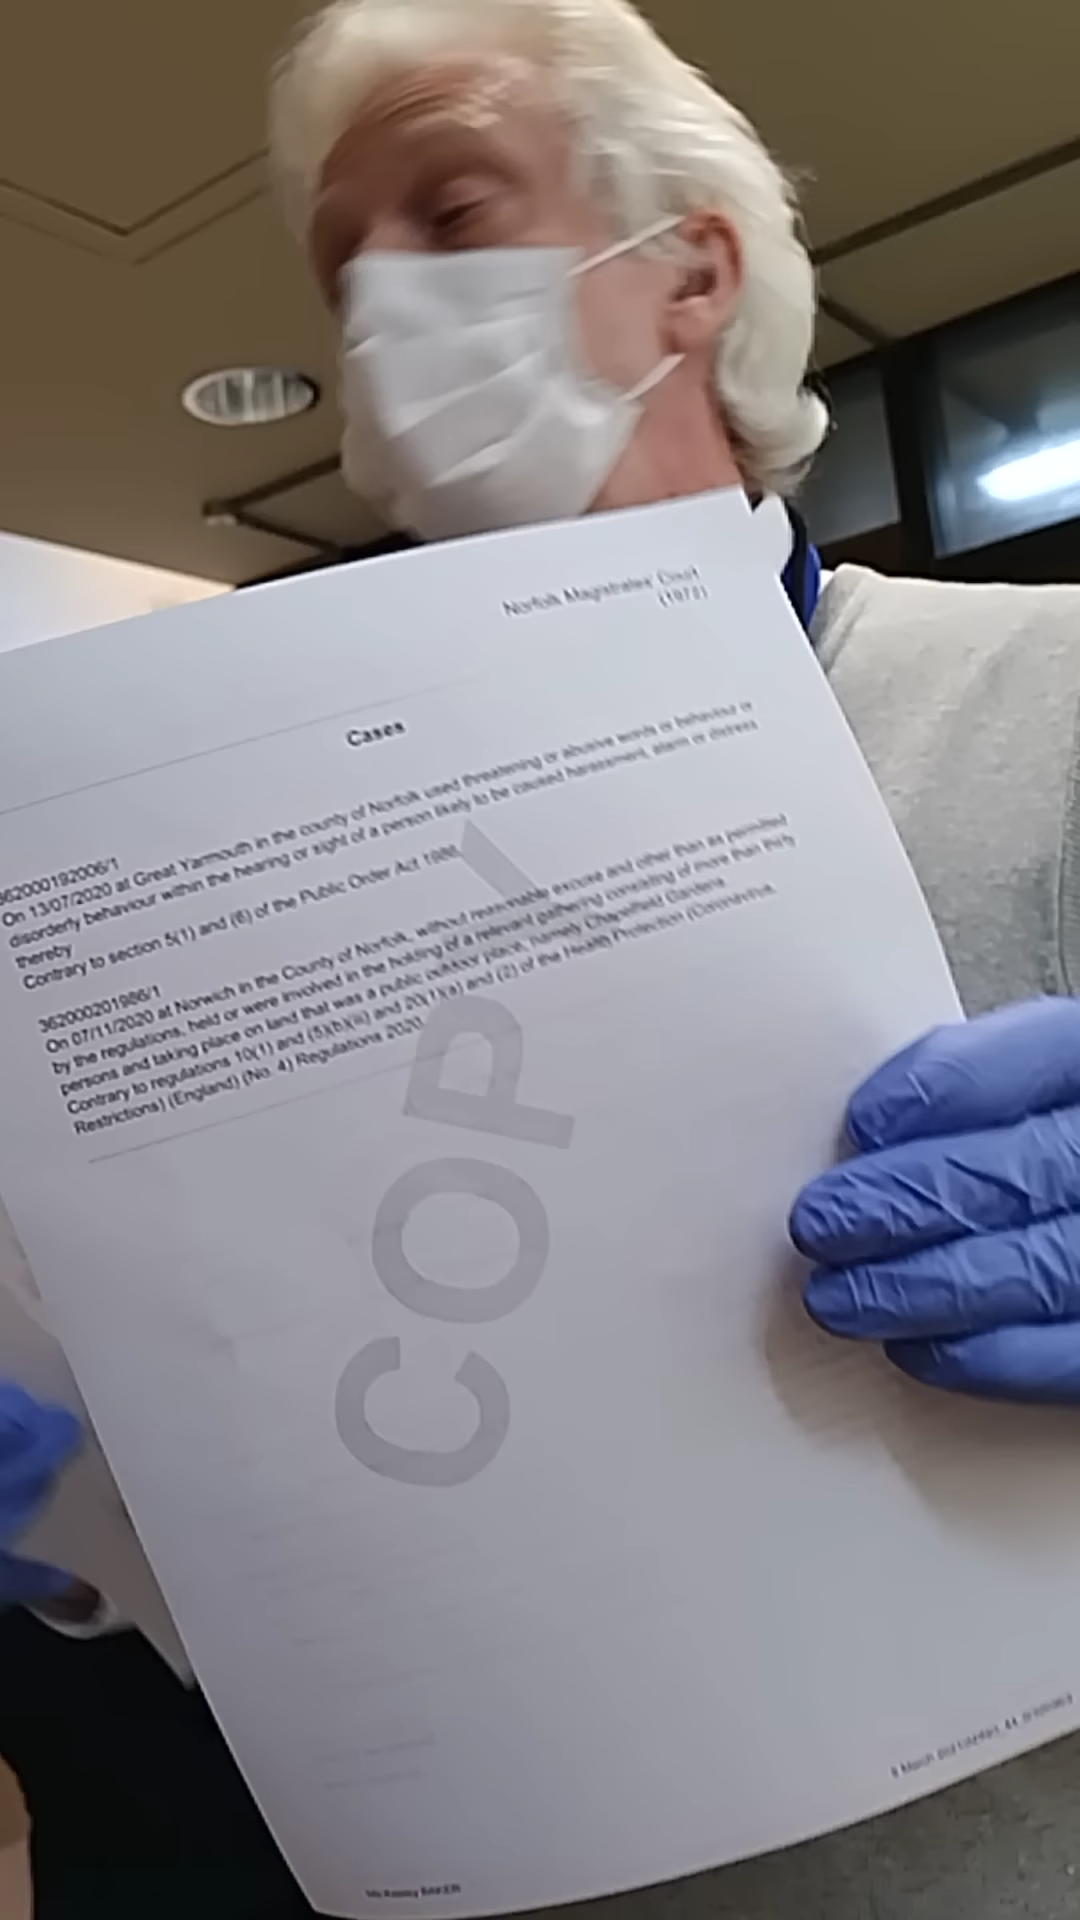 Norfolk Magistrates' Court
(1972)
Cases
362000192006/1
On 13/07/2020 at Great Yarmouth in the county of Norfolk used threatening or abusive words or behaviour or
disorderly behaviour within the hearing or sight of a person likely to be caused harassment, alarm or distress
thereby
Contrary to section 5(1) and (6) of the Public Order Act 1986.
362000201986/1
On 07/11/2020 at Norwich in the County of Norfolk, without reasonable excuse and other than as permitted
by the regulations, held or were involved in the holding of a relevant gathering consisting of more than thirty
persons and taking place on land that was a public outdoor place, namely Chapelfield Gardens
Contrary to regulations 10(1) and (5)(b)(iii) and 20(1)(a) and (2) of the Health Protection (Coronavirus,
Restrictions) (England) (No. 4) Regulations 2020.
COPY
BAKER